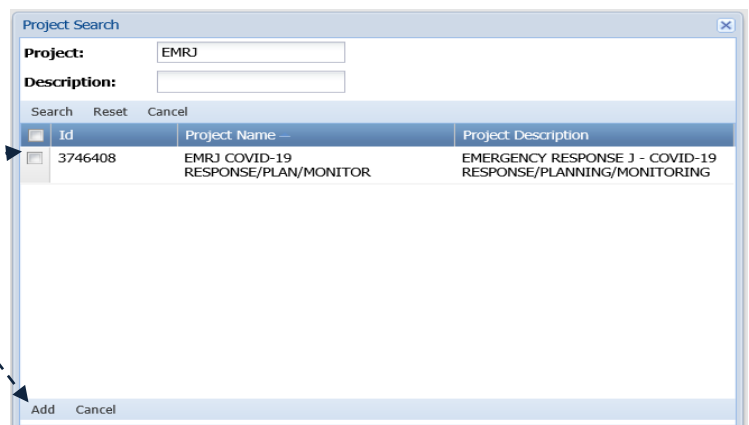 Project Search
Project: EMRJ
Description:
Search Reset Cancel
Id Project Name Project Description
3746408 EMRJ COVID-19 EMERGENCY RESPONSE J - COVID-19
RESPONSE/PLAN/MONITOR RESPONSE/PLANNING/MONITORING
Add Cancel